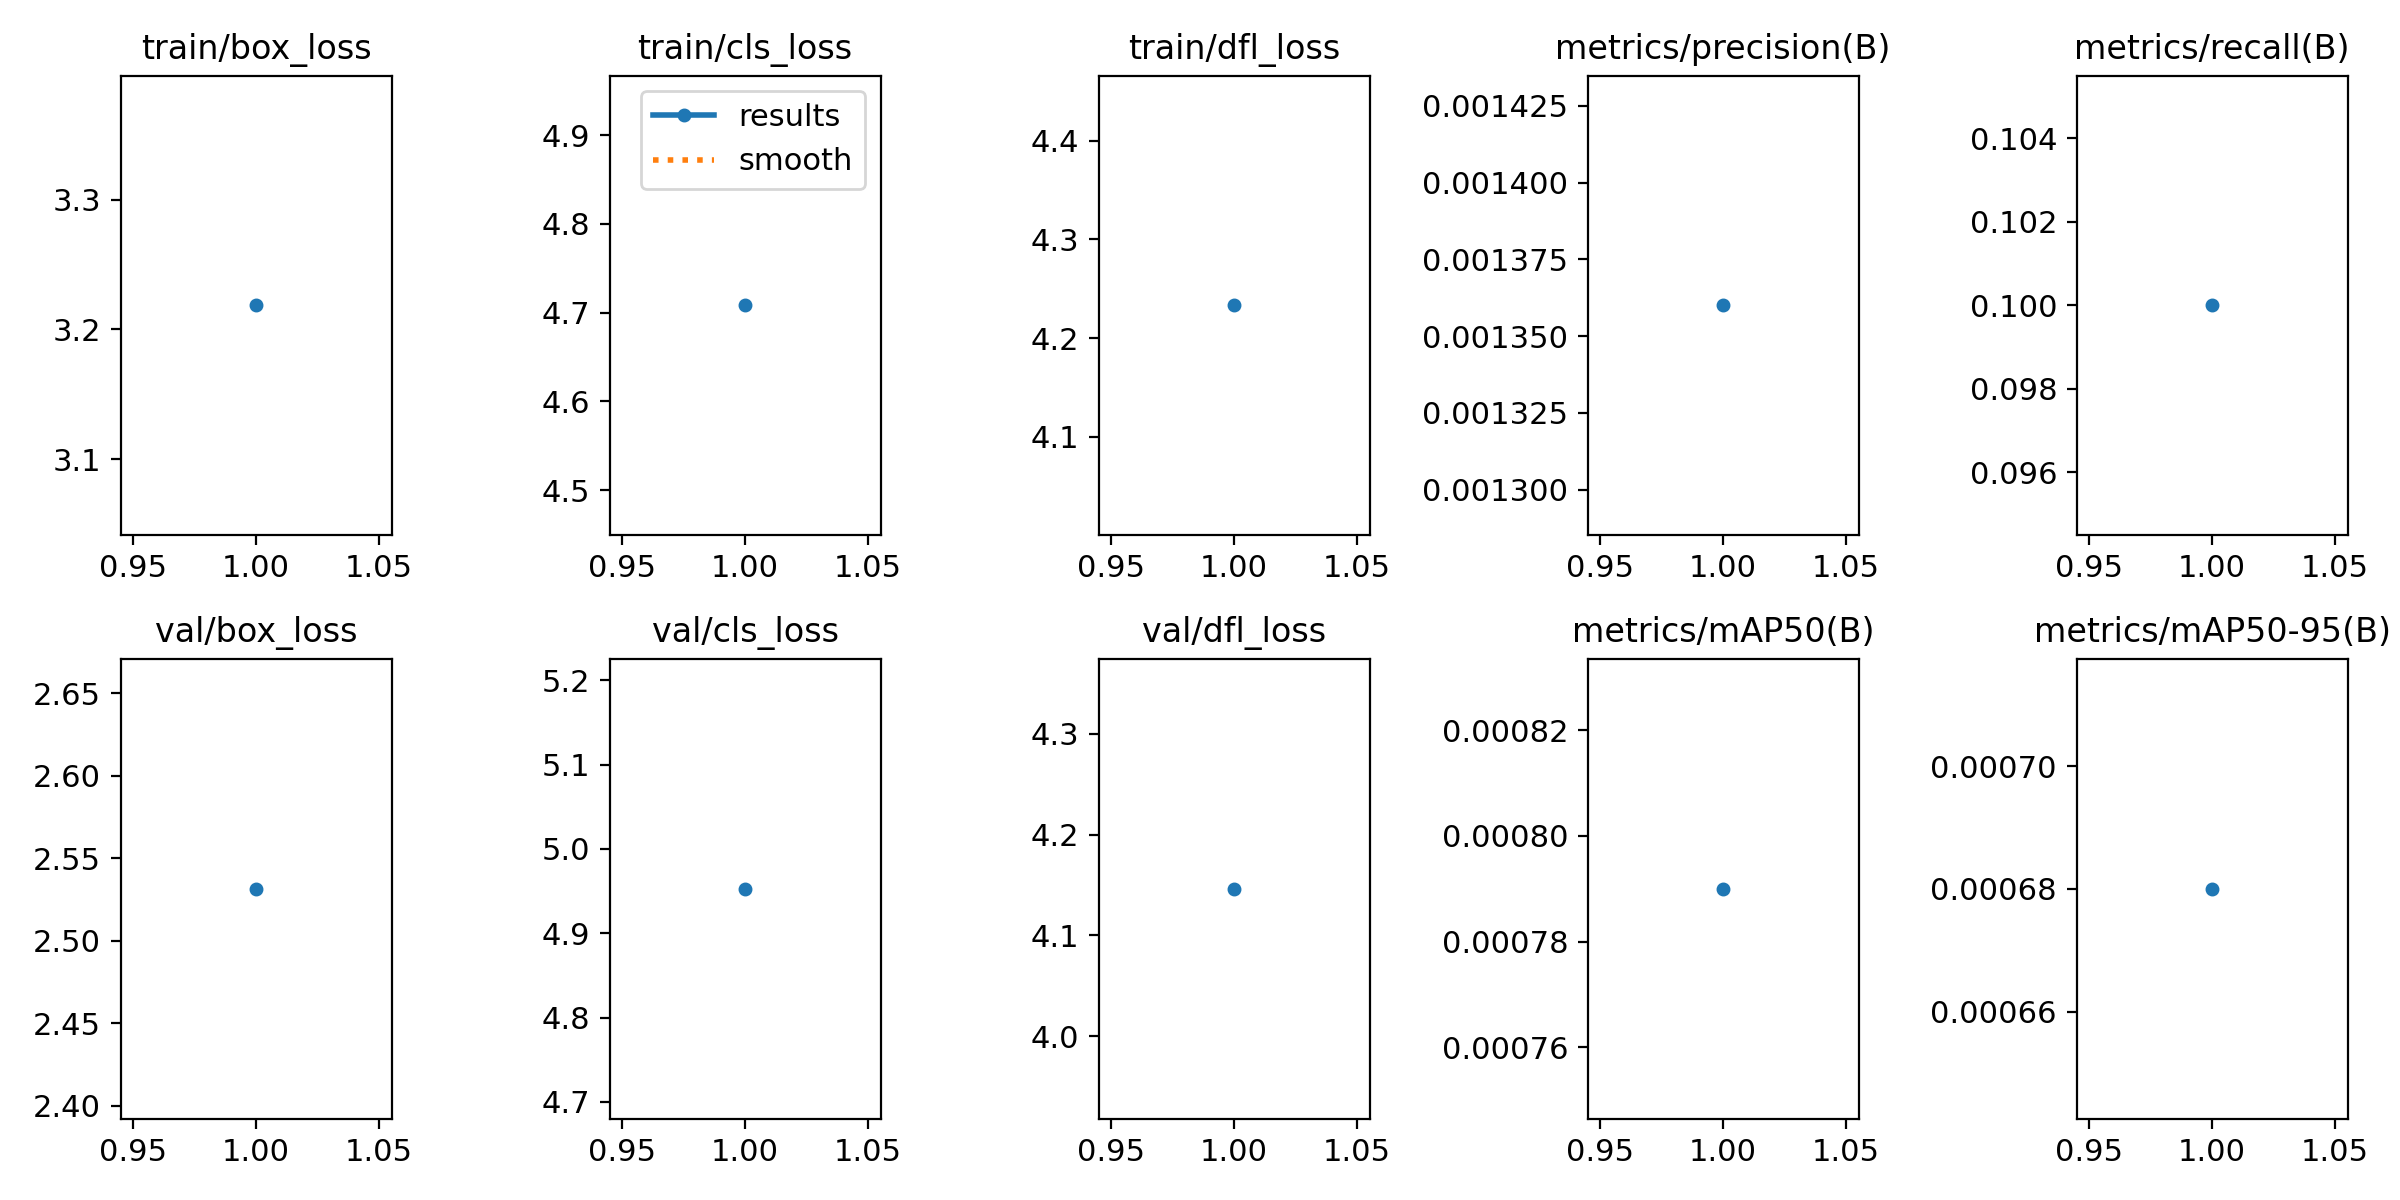 train/box_loss
3.3
3.2
3.1
0.95 1.00 1.05
train/cls_loss
results
smooth
4.9
4.8
4.7
4.6
4.5
0.95 1.00 1.05
train/dfl_loss
4.4
4.3
4.2
4.1
0.95 1.00 1.05
metrics/precision(B)
0.001425
0.001400
0.001375
0.001350
0.001325
0.001300
0.95 1.00 1.05
metrics/recall(B)
0.104
0.102
0.100
0.098
0.096
0.95 1.00 1.05
val/box_loss
2.65
2.60
2.55
2.50
2.45
2.40
0.95 1.00 1.05
val/cls_loss
5.2
5.1
5.0
4.9
4.8
4.7
0.95 1.00 1.05
val/dfl_loss
4.3
4.2
4.1
4.0
0.95 1.00 1.05
metrics/mAP50(B)
0.00082
0.00080
0.00078
0.00076
0.95 1.00 1.05
metrics/mAP50-95(B)
0.00070
0.00068
0.00066
0.95 1.00 1.05